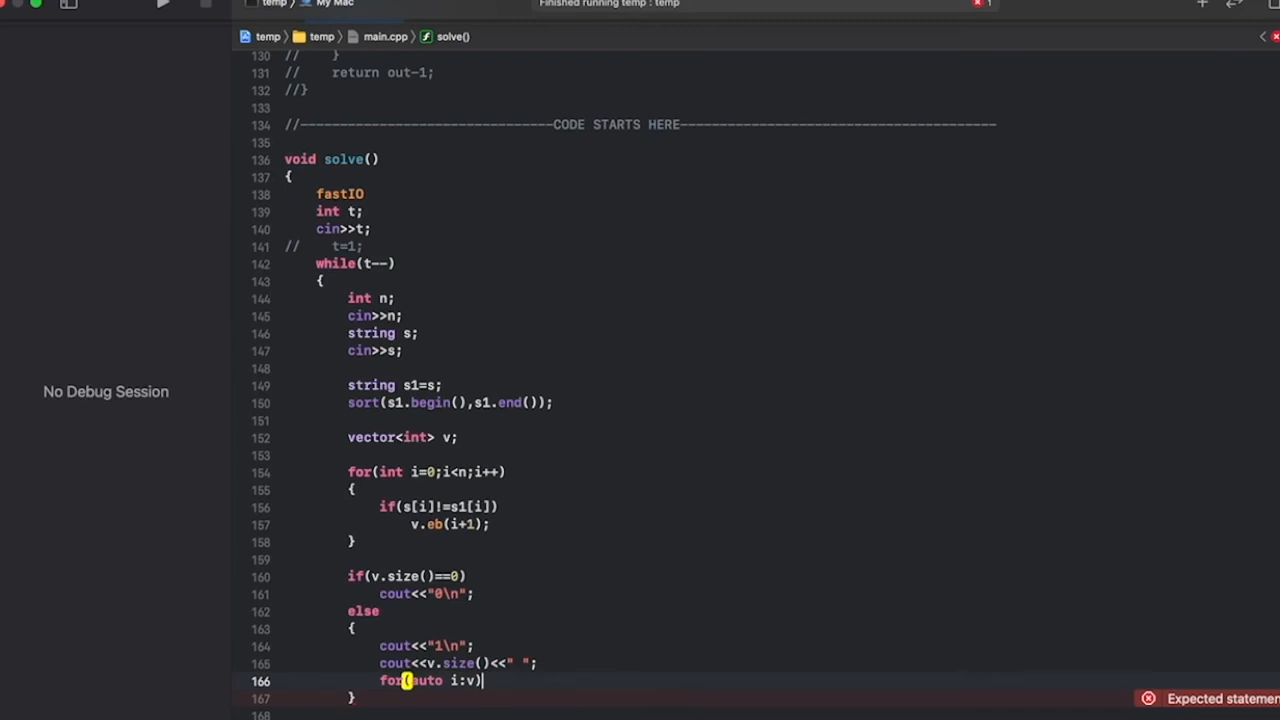 temp My Mac Finished running temp : temp 1
temp temp main.cpp solve()
130 // }
131 // return out-1;
132 //}
133
134 //--------------------------------CODE STARTS HERE----------------------------------------
135
136 void solve()
137 {
138 fastIO
139 int t;
140 cin>>t;
141 // t=1;
142 while(t--)
143 {
144 int n;
145 cin>>n;
146 string s;
147 cin>>s;
148
149 string s1=s;
150 sort(s1.begin(),s1.end());
151
152 vector<int> v;
153
154 for(int i=0;i<n;i++)
155 {
156 if(s[i]!=s1[i])
157 v.eb(i+1);
158 }
159
160 if(v.size()==0)
161 cout<<"0\n";
162 else
163 {
164 cout<<"1\n";
165 cout<<v.size()<<" ";
166 for(auto i:v)
167 } Expected statemen
168
No Debug Session